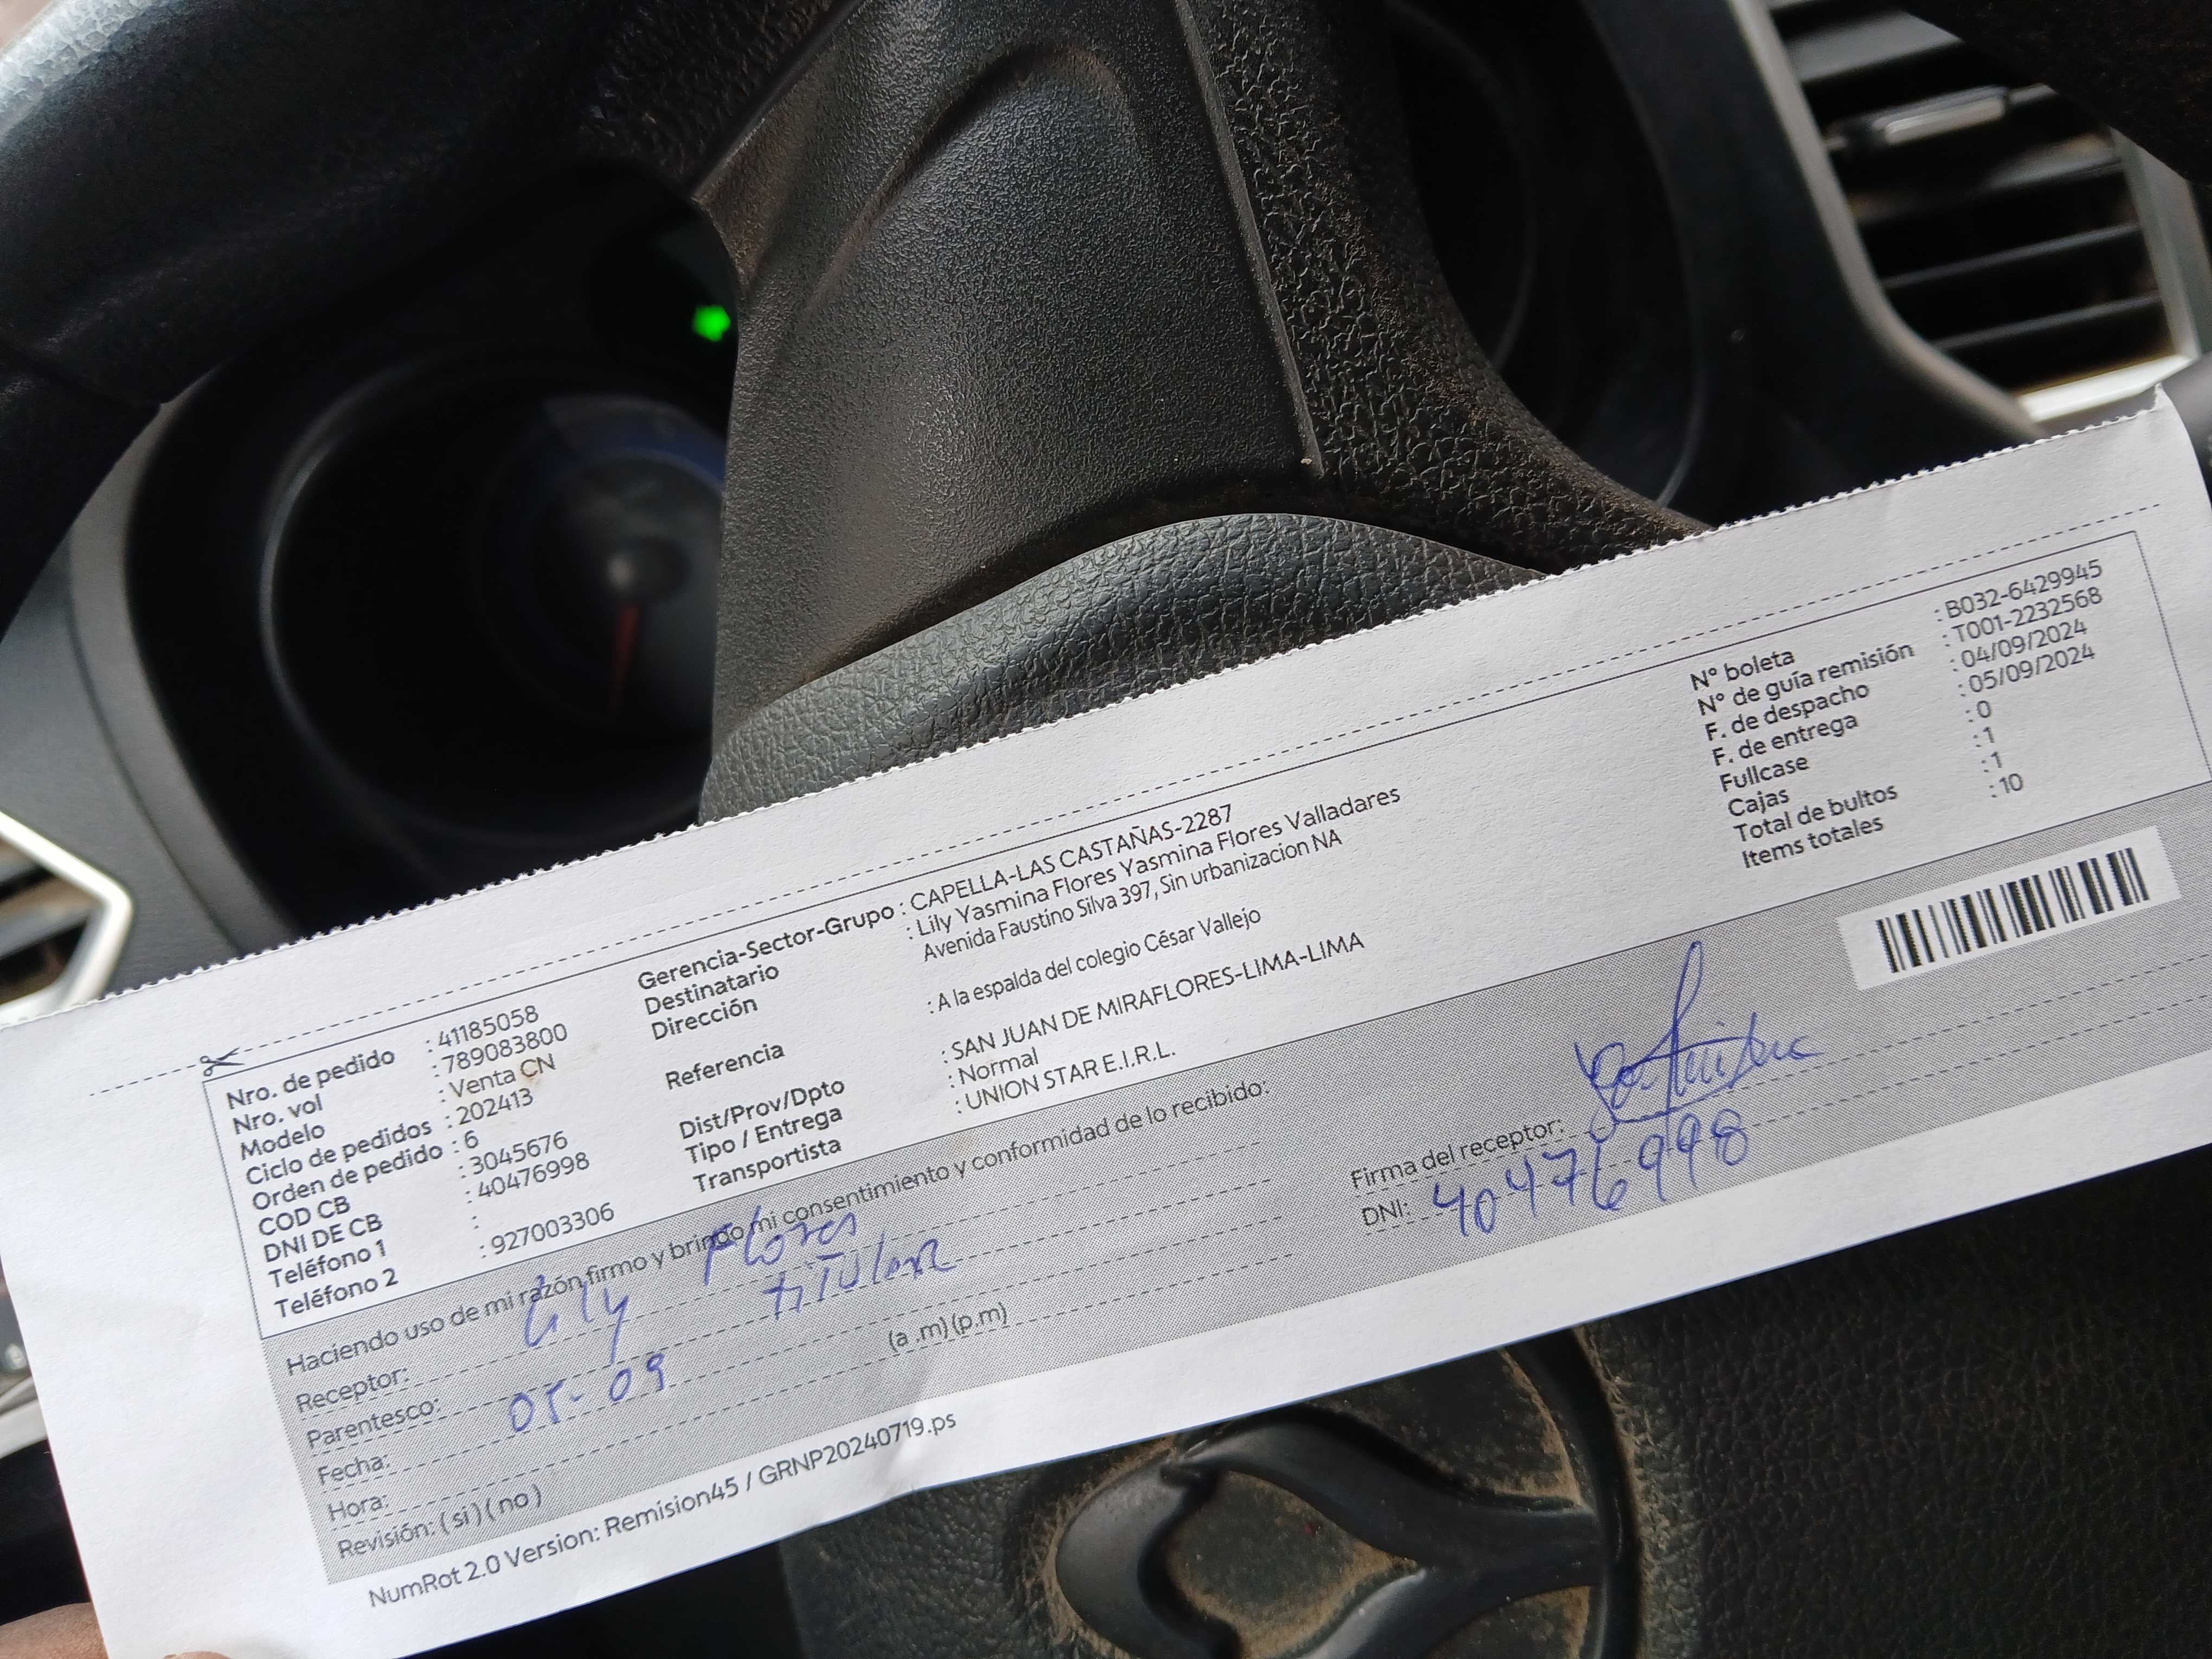 Nro. de pedido : 41185058
Nro. vol : 789083800
Modelo : Venta CN
Ciclo de pedidos : 202413
Orden de pedido : 6
COD CB : 3045676
DNI DE CB : 40476998
Teléfono 1 :
Teléfono 2 : 927003306
Gerencia-Sector-Grupo : CAPELLA-LAS CASTAÑAS-2287
Destinatario : Lily Yasmina Flores Yasmina Flores Valladares
Dirección Avenida Faustino Silva 397, Sin urbanizacion NA
Referencia : A la espalda del colegio César Vallejo
Dist/Prov/Dpto : SAN JUAN DE MIRAFLORES-LIMA-LIMA
Tipo / Entrega : Normal
Transportista : UNION STAR E.I.R.L.
N° boleta : B032-6429945
N° de guía remisión : T001-2232568
F. de despacho : 04/09/2024
F. de entrega : 05/09/2024
Fullcase : 0
Cajas : 1
Total de bultos : 1
Items totales : 10
Haciendo uso de mi razón firmo y brindo mi consentimiento y conformidad de lo recibido:
Receptor: Lily Flores
Parentesco: titular
Fecha: 05-09
Hora: (a .m) (p.m)
Revisión: ( si ) ( no )
Firma del receptor:
DNI: 40476998
NumRot 2.0 Version: Remision45 / GRNP20240719.ps